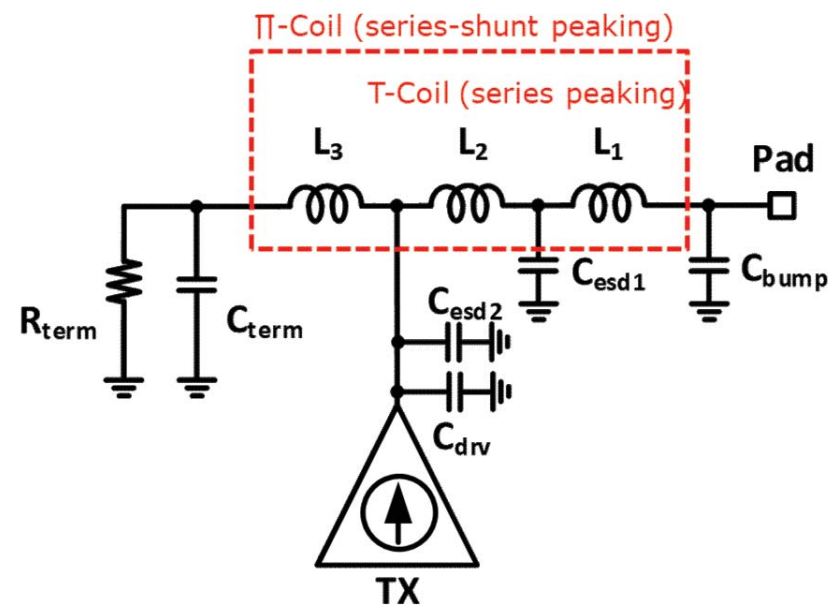 ∏-Coil (series-shunt peaking)
T-Coil (series peaking)
L3
L2
L1
Pad
Rterm
Cterm
Cesd1
Cbump
Cesd2
Cdrv
TX